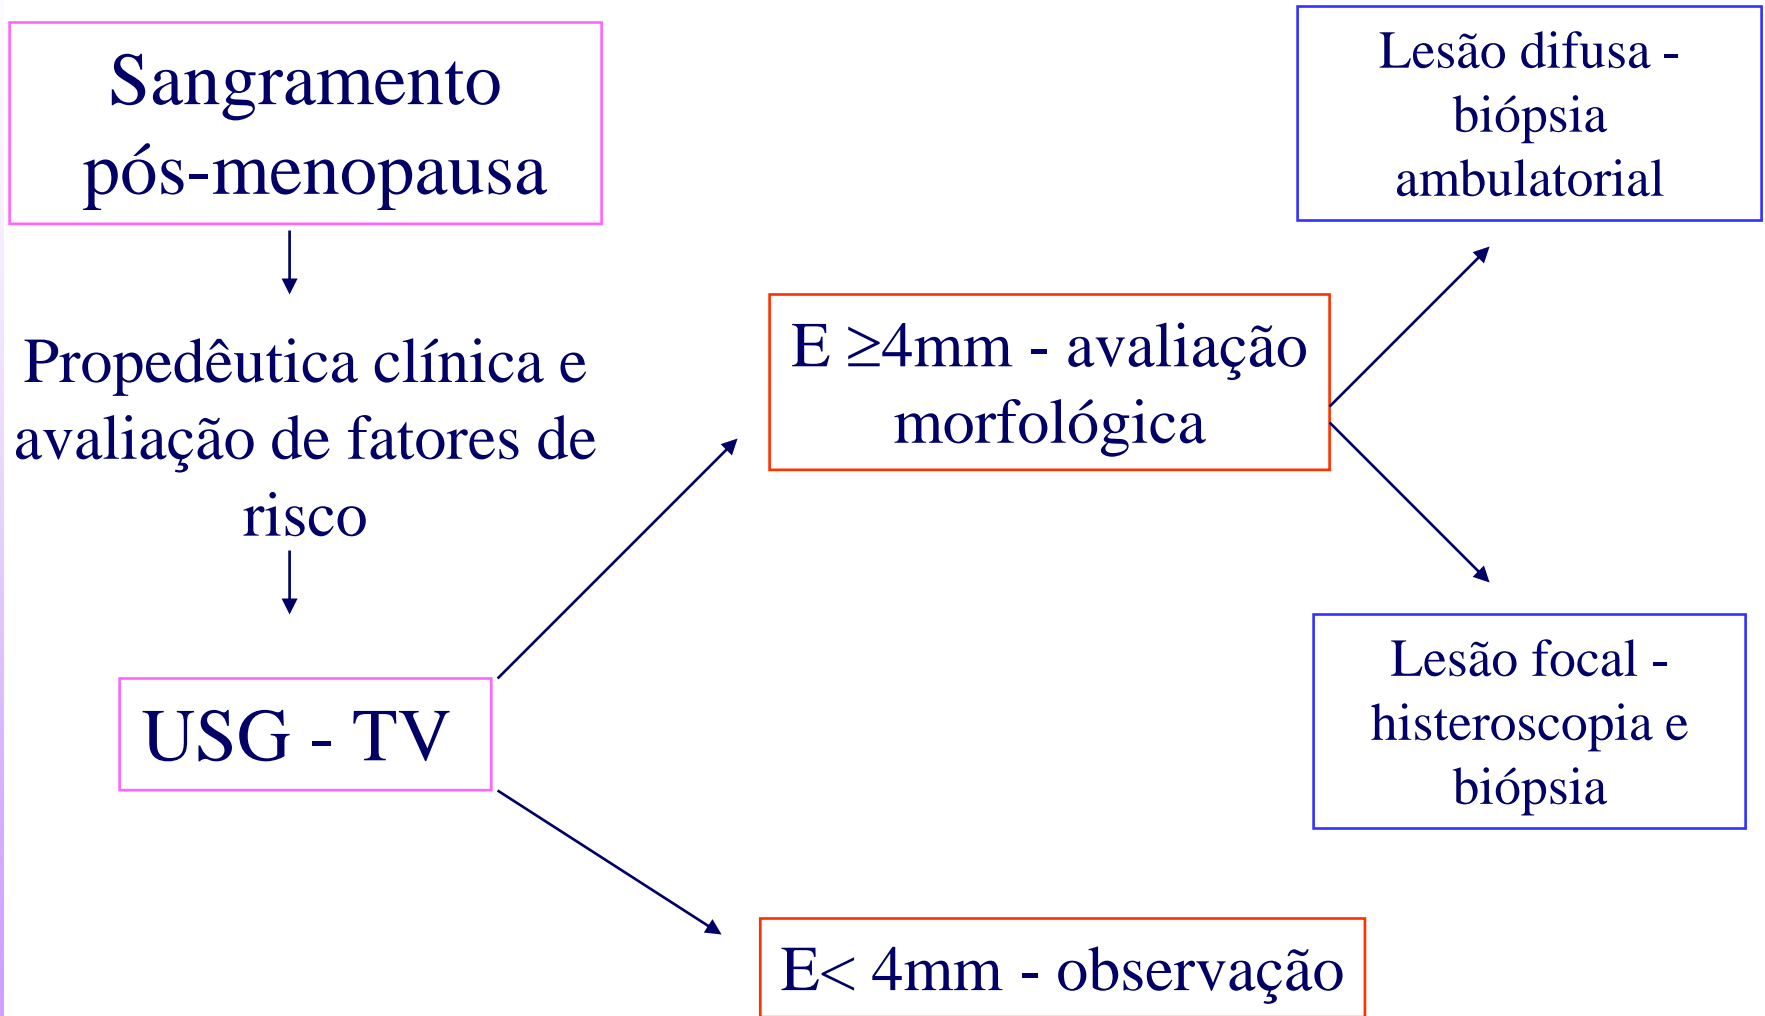 Sangramento
pós-menopausa
Propedêutica clínica e
avaliação de fatores de
risco
USG - TV
E ≥4mm - avaliação
morfológica
E< 4mm - observação
Lesão difusa -
biópsia
ambulatorial
Lesão focal -
histeroscopia e
biópsia